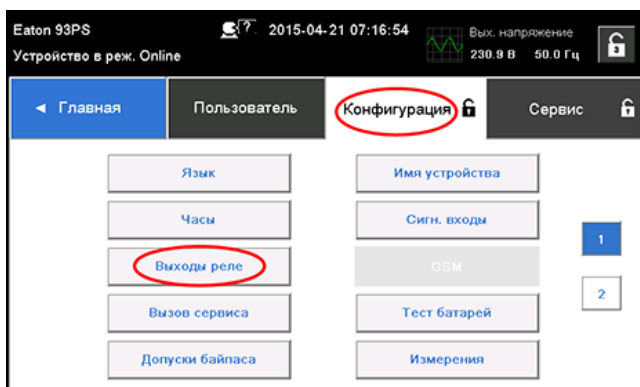 Eaton 93PS
2015-04-21 07:16:54
Вых. напряжение
Устройство в реж. Online
230.9 В 50.0 Гц
3
◄ Главная
Пользователь
Конфигурация
Сервис
Язык
Имя устройства
Часы
Сигн. входы
1
Выходы реле
GSM
2
Вызов сервиса
Тест батарей
Допуски байпаса
Измерения